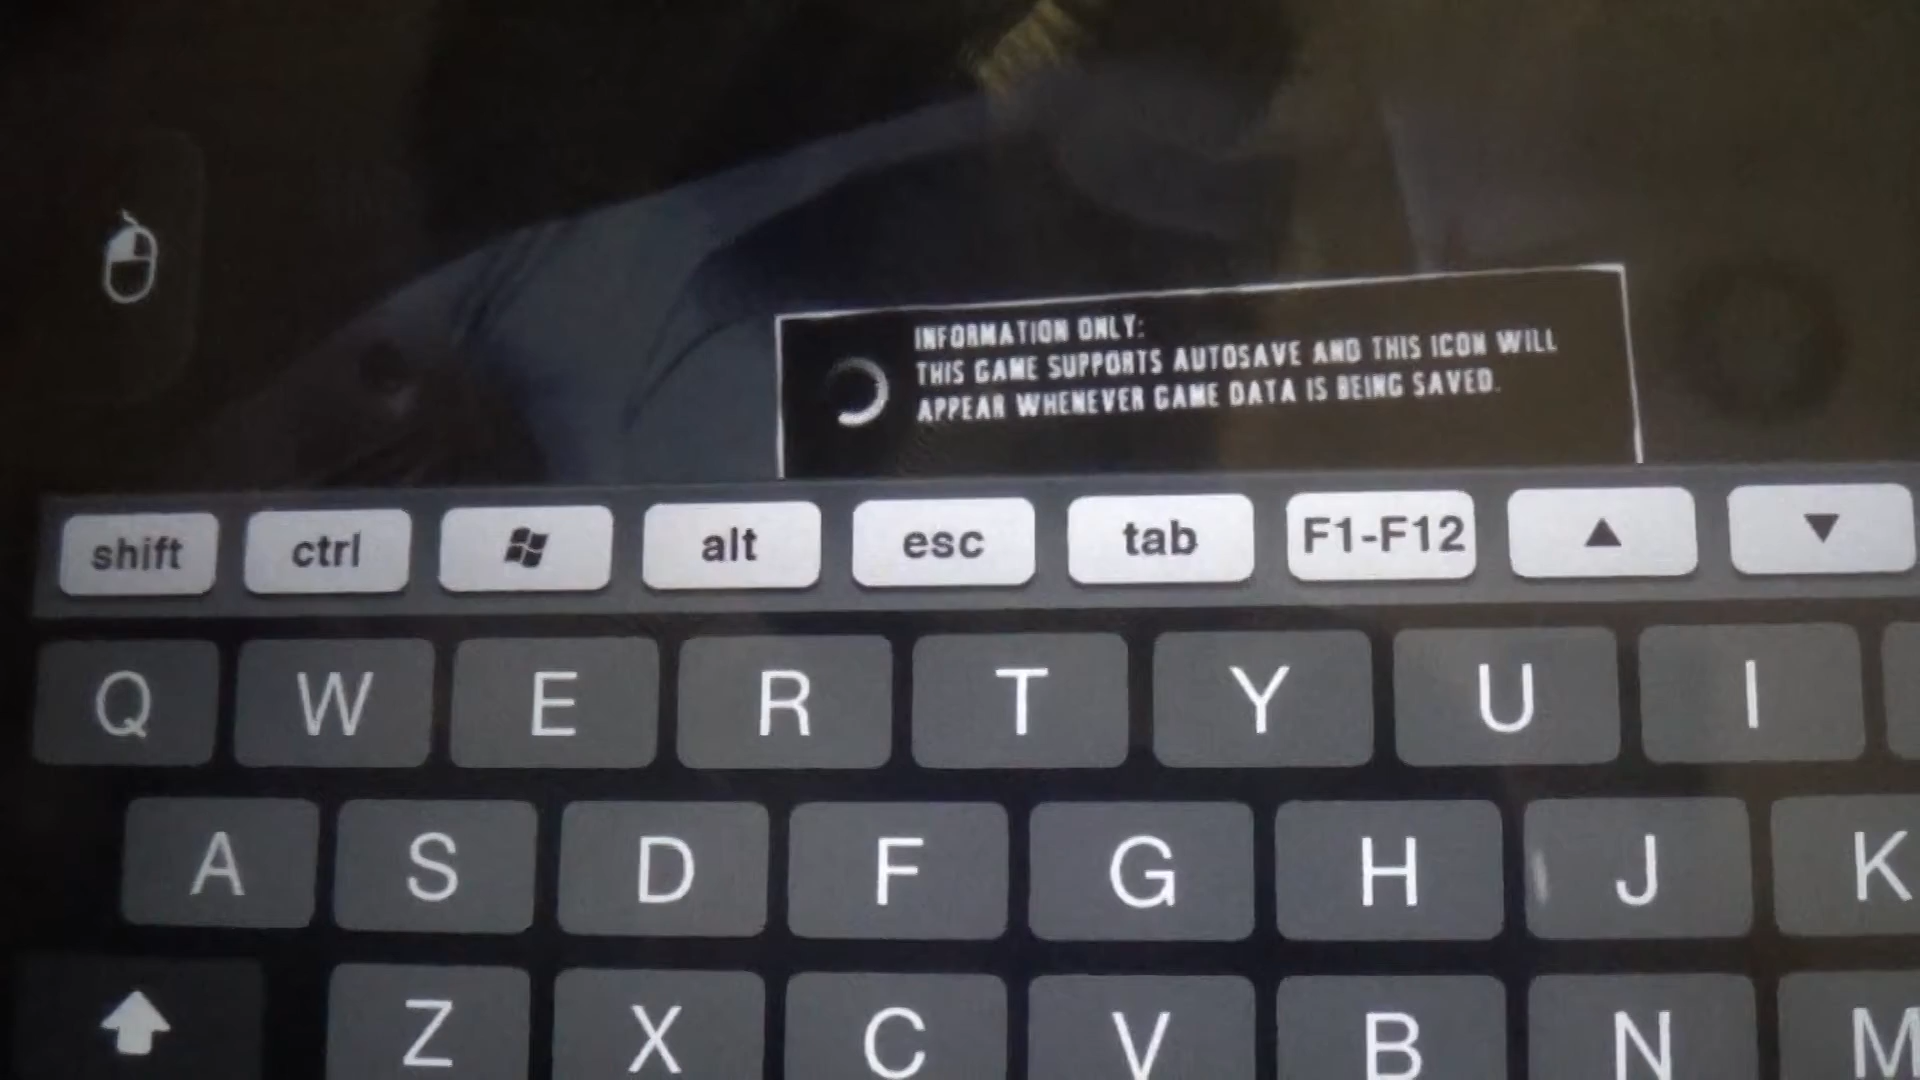 INFORMATION ONLY:
THIS GAME SUPPORTS AUTOSAVE AND THIS ICON WILL
APPEAR WHENEVER GAME DATA IS BEING SAVED.
shift ctrl alt esc tab F1-F12 ▲ ▼
Q W E R T Y U I
A S D F G H J K
Z X C V B N M